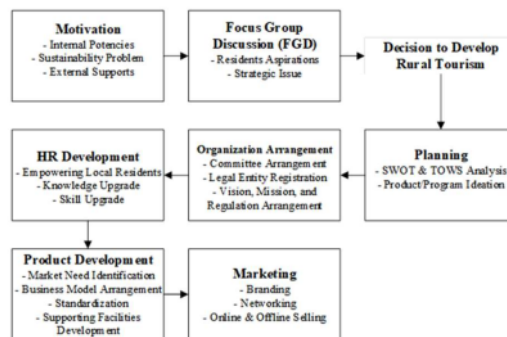 Motivation
- Internal Potencies
- Sustainability Problem
- External Supports
Focus Group
Discussion (FGD)
- Residents Aspirations
- Strategic Issue
Decision to Develop
Rural Tourism
Planning
- SWOT & TOWS Analysis
- Product/Program Ideation
Organization Arrangement
- Committee Arrangement
- Legal Entity Registration
- Vision, Mission, and
Regulation Arrangement
HR Development
- Empowering Local Residents
- Knowledge Upgrade
- Skill Upgrade
Product Development
- Market Need Identification
- Business Model Arrangement
- Standardization
- Supporting Facilities
Development
Marketing
- Branding
- Networking
- Online & Offline Selling